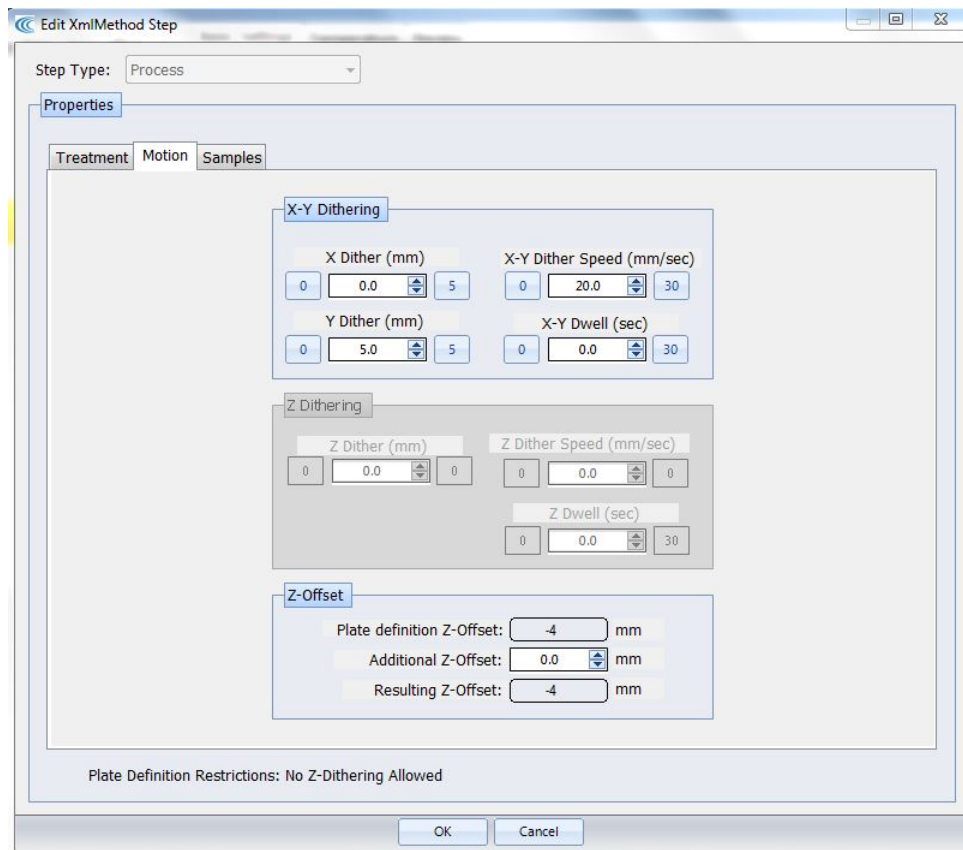 Edit XmlMethod Step
Step Type: Process
Properties
Treatment Motion Samples
X-Y Dithering
X Dither (mm) X-Y Dither Speed (mm/sec)
0 0.0 5 0 20.0 30
Y Dither (mm) X-Y Dwell (sec)
0 5.0 5 0 0.0 30
Z Dithering
Z Dither (mm) Z Dither Speed (mm/sec)
0 0.0 0 0 0.0 0
Z Dwell (sec)
0 0.0 30
Z-Offset
Plate definition Z-Offset: -4 mm
Additional Z-Offset: 0.0 mm
Resulting Z-Offset: -4 mm
Plate Definition Restrictions: No Z-Dithering Allowed
OK Cancel